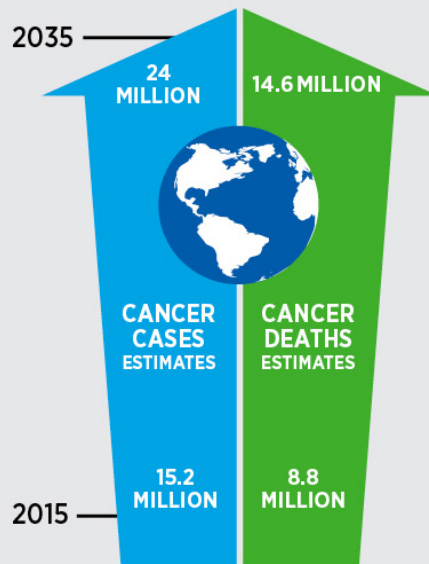 2035
24
MILLION
14.6 MILLION
CANCER
CASES
ESTIMATES
CANCER
DEATHS
ESTIMATES
15.2
MILLION
8.8
MILLION
2015